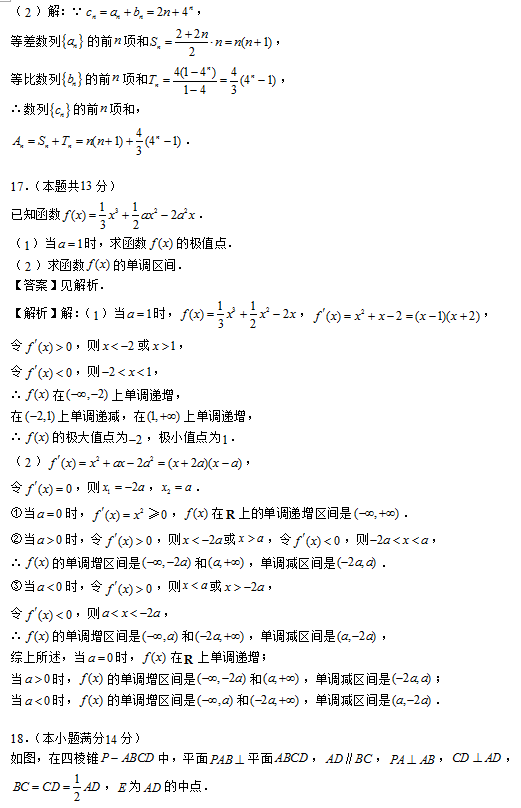 （2）解：∵ cₙ = aₙ + bₙ = 2n + 4ⁿ，
等差数列{aₙ}的前n项和Sₙ = (2+2n)/2 · n = n(n+1)，
等比数列{bₙ}的前n项和Tₙ = 4(1−4ⁿ)/(1−4) = 4/3(4ⁿ−1)，
∴数列{cₙ}的前n项和，
Aₙ = Sₙ + Tₙ = n(n+1) + 4/3(4ⁿ−1)．
17.（本题共13分）
已知函数f(x) = 1/3x³ + 1/2ax² − 2a²x．
（1）当a=1时，求函数f(x)的极值点．
（2）求函数f(x)的单调区间．
【答案】见解析．
【解析】解：（1）当a=1时，f(x) = 1/3x³ + 1/2x² − 2x，f′(x) = x² + x − 2 = (x−1)(x+2)，
令f′(x)>0，则x<−2或x>1，
令f′(x)<0，则−2<x<1，
∴f(x)在(−∞,−2)上单调递增，
在(−2,1)上单调递减，在(1,+∞)上单调递增，
∴f(x)的极大值点为−2，极小值点为1．
（2）f′(x) = x² + ax − 2a² = (x+2a)(x−a)，
令f′(x)=0，则x₁=−2a，x₂=a．
①当a=0时，f′(x)=x²≥0，f(x)在R上的单调递增区间是(−∞,+∞)．
②当a>0时，令f′(x)>0，则x<−2a或x>a，令f′(x)<0，则−2a<x<a，
∴f(x)的单调增区间是(−∞,−2a)和(a,+∞)，单调减区间是(−2a,a)．
③当a<0时，令f′(x)>0，则x<a或x>−2a，
令f′(x)<0，则a<x<−2a，
∴f(x)的单调增区间是(−∞,a)和(−2a,+∞)，单调减区间是(a,−2a)，
综上所述，当a=0时，f(x)在R上单调递增；
当a>0时，f(x)的单调增区间是(−∞,−2a)和(a,+∞)，单调减区间是(−2a,a)；
当a<0时，f(x)的单调增区间是(−∞,a)和(−2a,+∞)，单调减区间是(a,−2a)．
18.（本小题满分14分）
如图，在四棱锥P−ABCD中，平面PAB⊥平面ABCD，AD∥BC，PA⊥AB，CD⊥AD，
BC=CD=1/2AD，E为AD的中点．